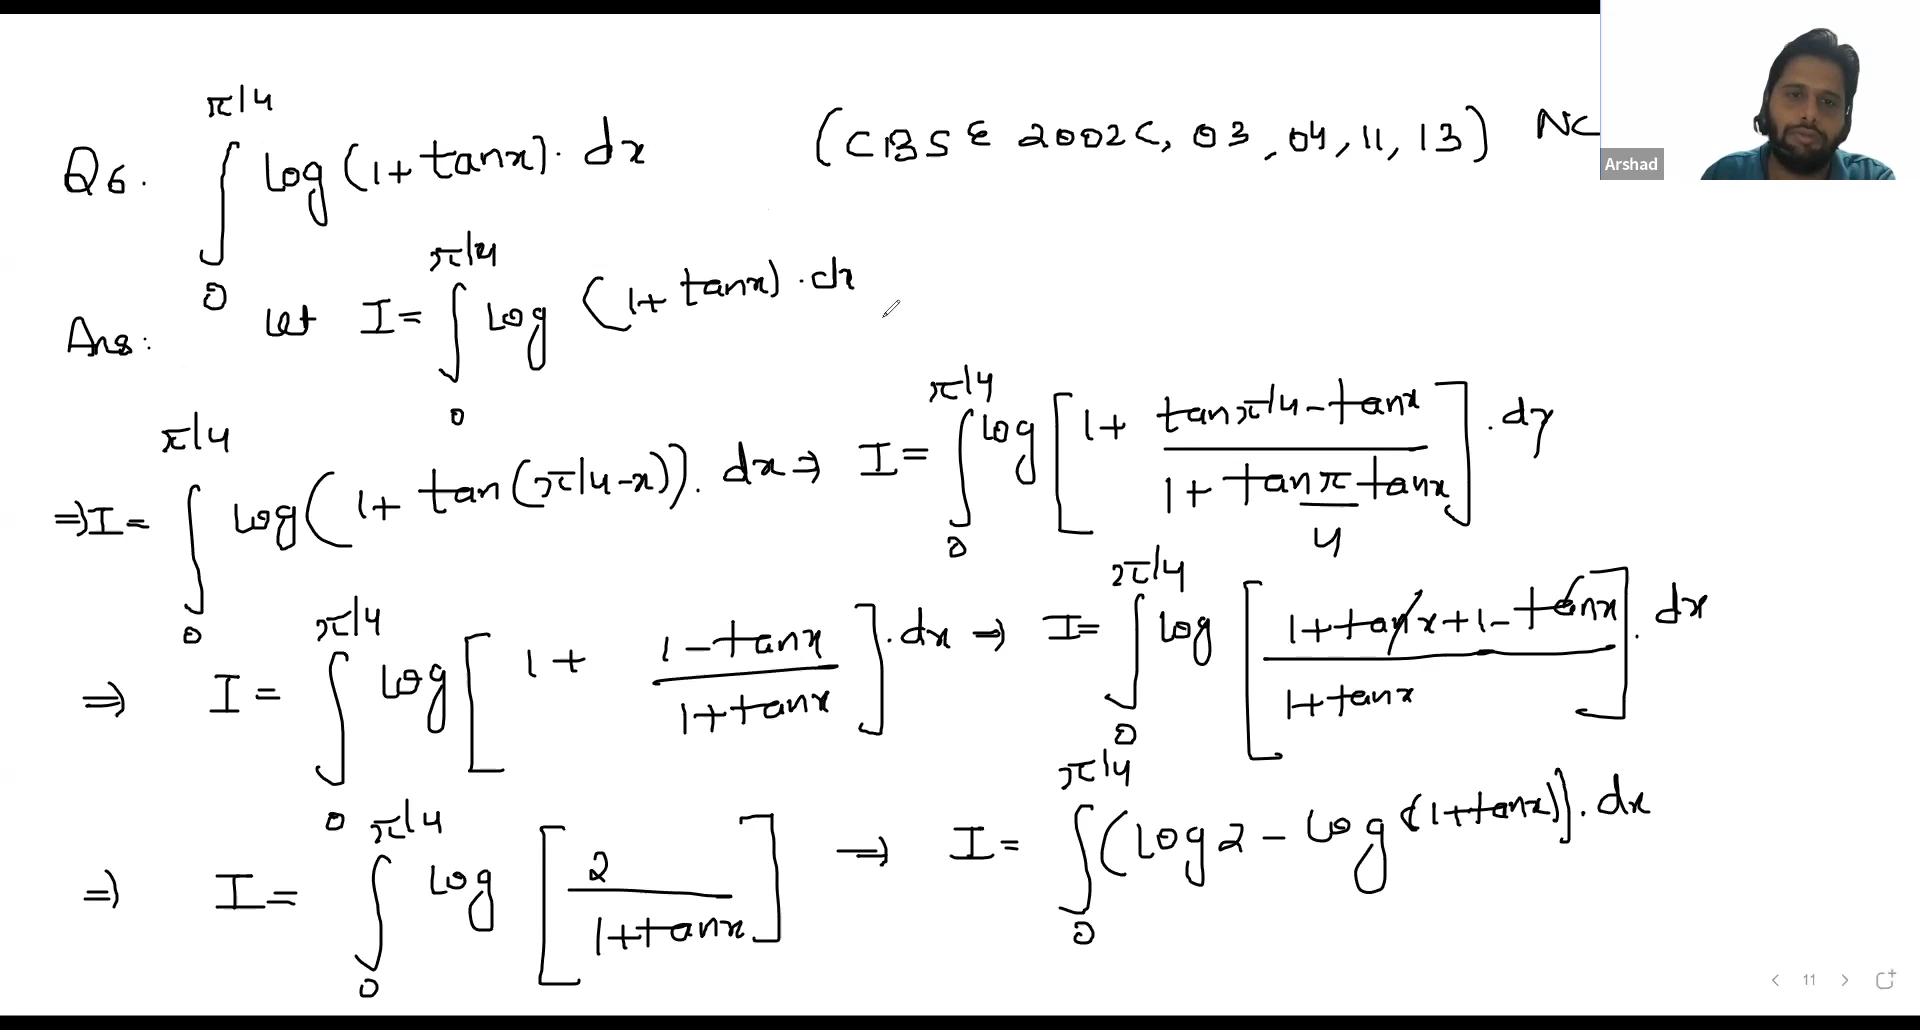 Q6. ∫₀^π/4 log(1+tanx). dx (CBSE 2002C, 03, 04, 11, 13) NC
Arshad
Ans: let I= ∫₀^π/4 log (1+ tanx) .dx
⇒I= ∫₀^π/4 log(1+ tan(π/4-x)). dx ⇒ I= ∫₀^π/4 log[1+ (tanπ/4-tanx)/(1+ tan π/4 tanx)] .dx
⇒ I= ∫₀^π/4 log[1+ (1-tanx)/(1+tanx)] .dx ⇒ I= ∫₀^π/4 log[(1+tanx+1-tanx)/(1+tanx)]. dx
⇒ I= ∫₀^π/4 log[2/(1+tanx)] ⇒ I= ∫₀^π/4 (log2 - log(1+tanx)). dx
11